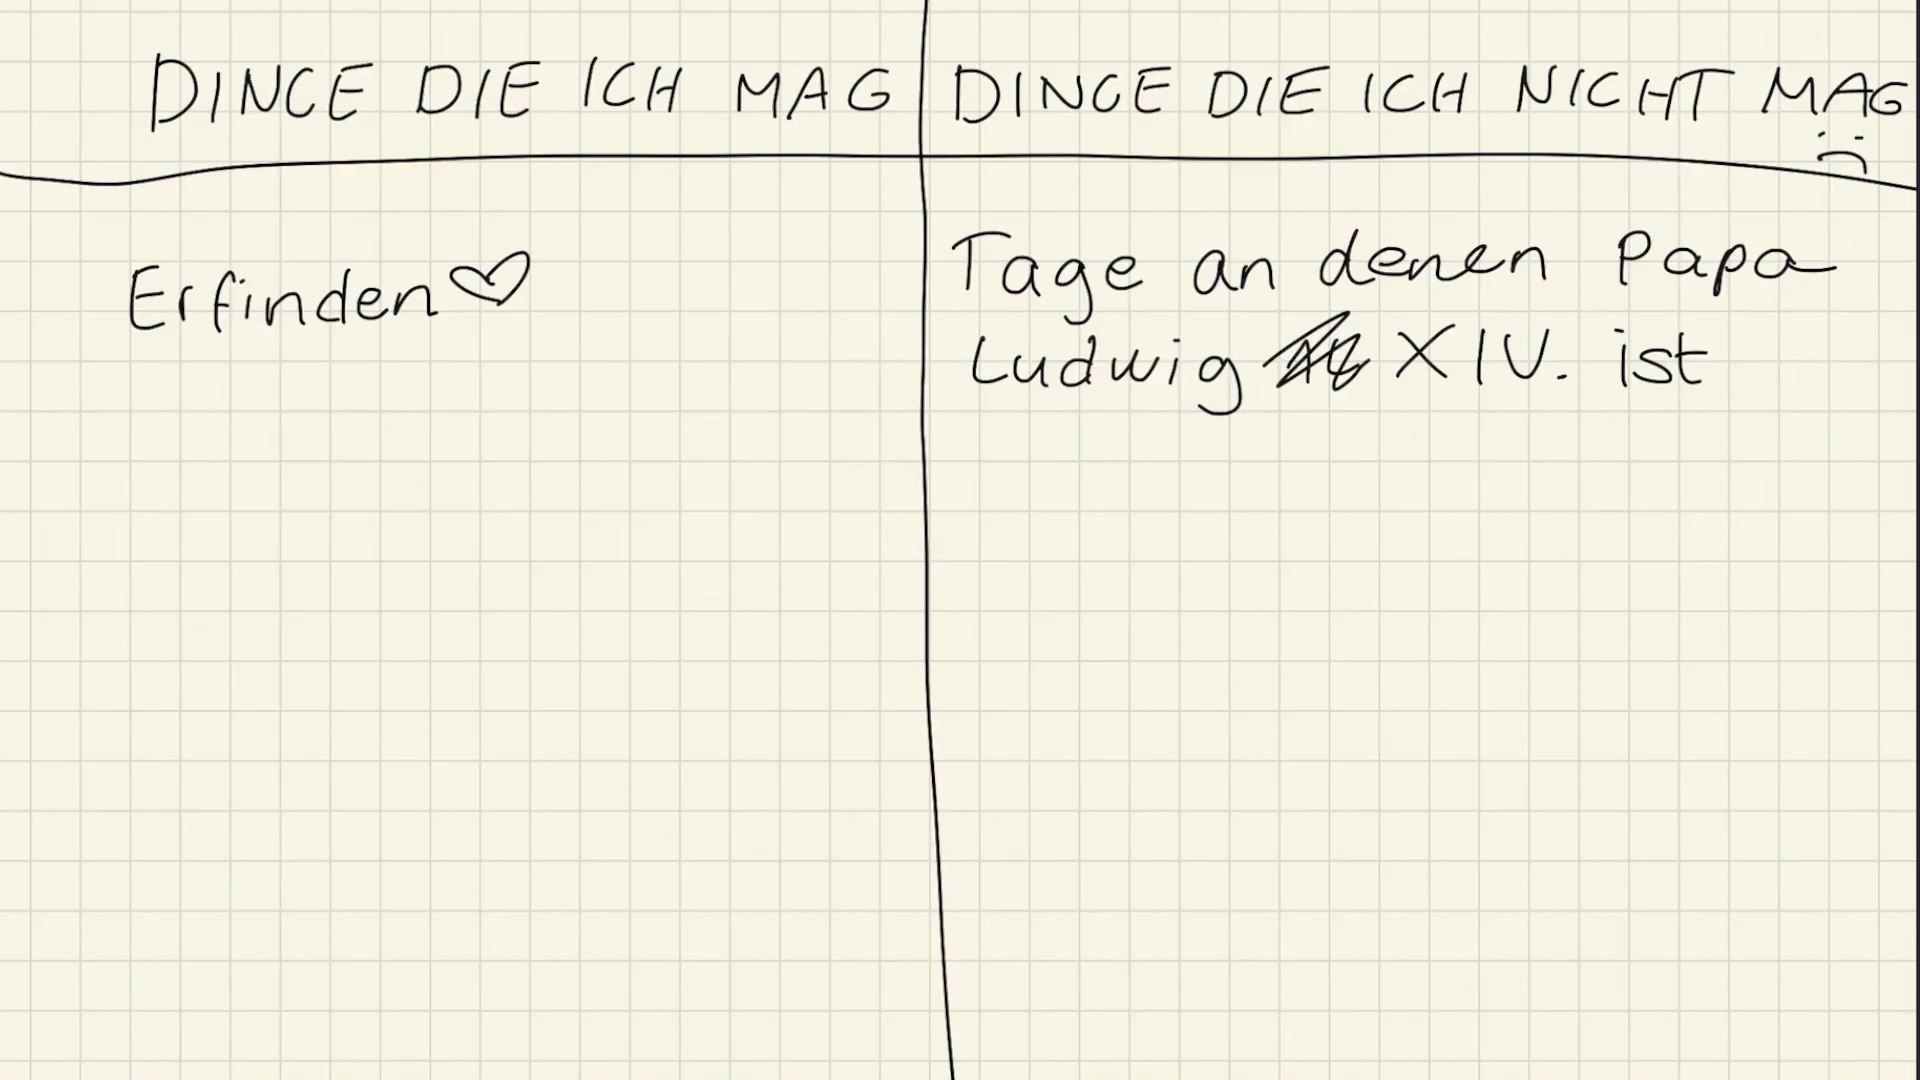 DINGE DIE ICH MAG
DINGE DIE ICH NICHT MAG
Erfinden
Tage an denen Papa
Ludwig XIV. ist